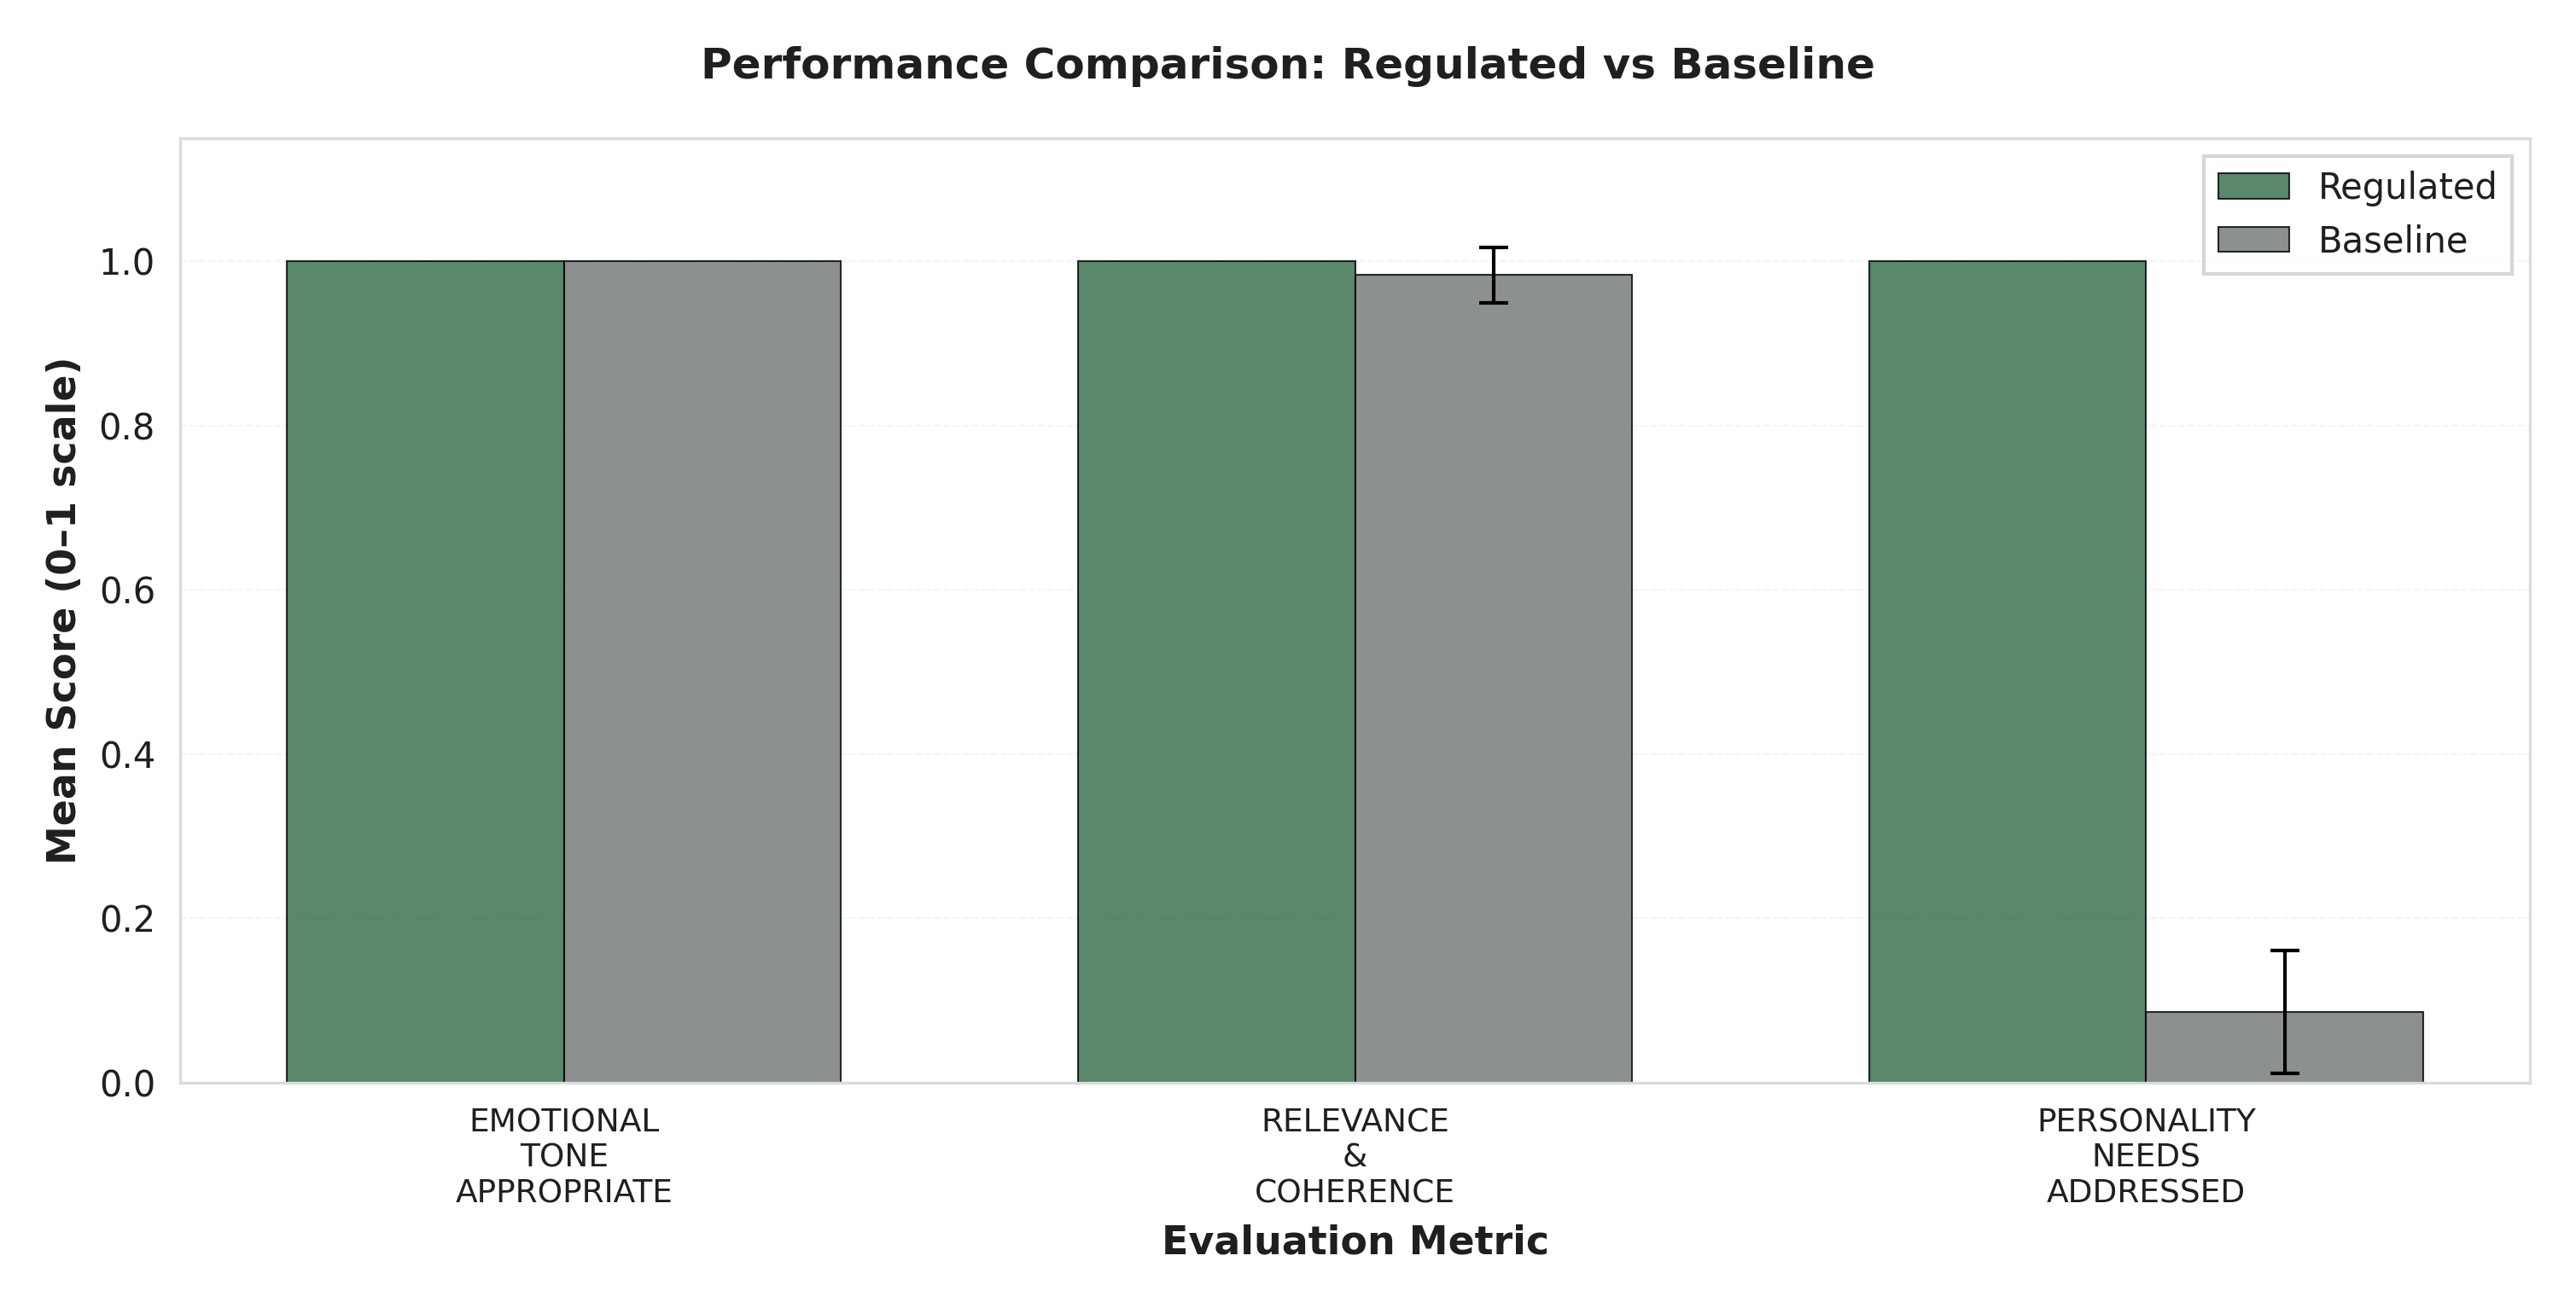 Performance Comparison: Regulated vs Baseline
Regulated
Baseline
Mean Score (0–1 scale)
1.0
0.8
0.6
0.4
0.2
0.0
EMOTIONAL
TONE
APPROPRIATE
RELEVANCE
&
COHERENCE
PERSONALITY
NEEDS
ADDRESSED
Evaluation Metric